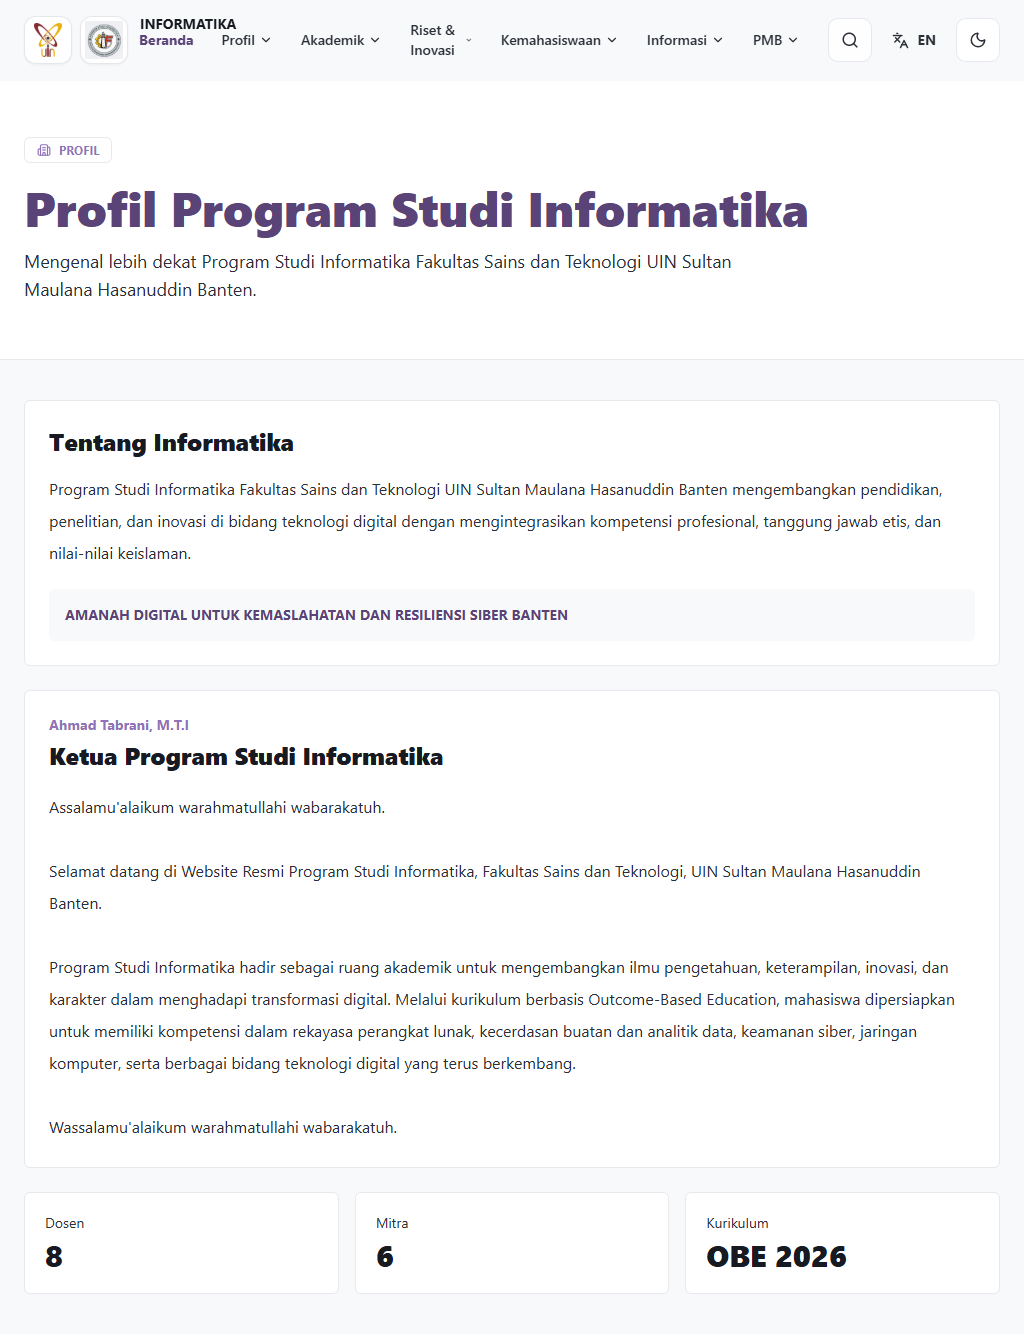 INFORMATIKA
Beranda
Profil
Akademik
Riset &
Inovasi
Kemahasiswaan
Informasi
PMB
EN
PROFIL
Profil Program Studi Informatika
Mengenal lebih dekat Program Studi Informatika Fakultas Sains dan Teknologi UIN Sultan
Maulana Hasanuddin Banten.
Tentang Informatika
Program Studi Informatika Fakultas Sains dan Teknologi UIN Sultan Maulana Hasanuddin Banten mengembangkan pendidikan,
penelitian, dan inovasi di bidang teknologi digital dengan mengintegrasikan kompetensi profesional, tanggung jawab etis, dan
nilai-nilai keislaman.
AMANAH DIGITAL UNTUK KEMASLAHATAN DAN RESILIENSI SIBER BANTEN
Ahmad Tabrani, M.T.I
Ketua Program Studi Informatika
Assalamu'alaikum warahmatullahi wabarakatuh.
Selamat datang di Website Resmi Program Studi Informatika, Fakultas Sains dan Teknologi, UIN Sultan Maulana Hasanuddin
Banten.
Program Studi Informatika hadir sebagai ruang akademik untuk mengembangkan ilmu pengetahuan, keterampilan, inovasi, dan
karakter dalam menghadapi transformasi digital. Melalui kurikulum berbasis Outcome-Based Education, mahasiswa dipersiapkan
untuk memiliki kompetensi dalam rekayasa perangkat lunak, kecerdasan buatan dan analitik data, keamanan siber, jaringan
komputer, serta berbagai bidang teknologi digital yang terus berkembang.
Wassalamu'alaikum warahmatullahi wabarakatuh.
Dosen
8
Mitra
6
Kurikulum
OBE 2026